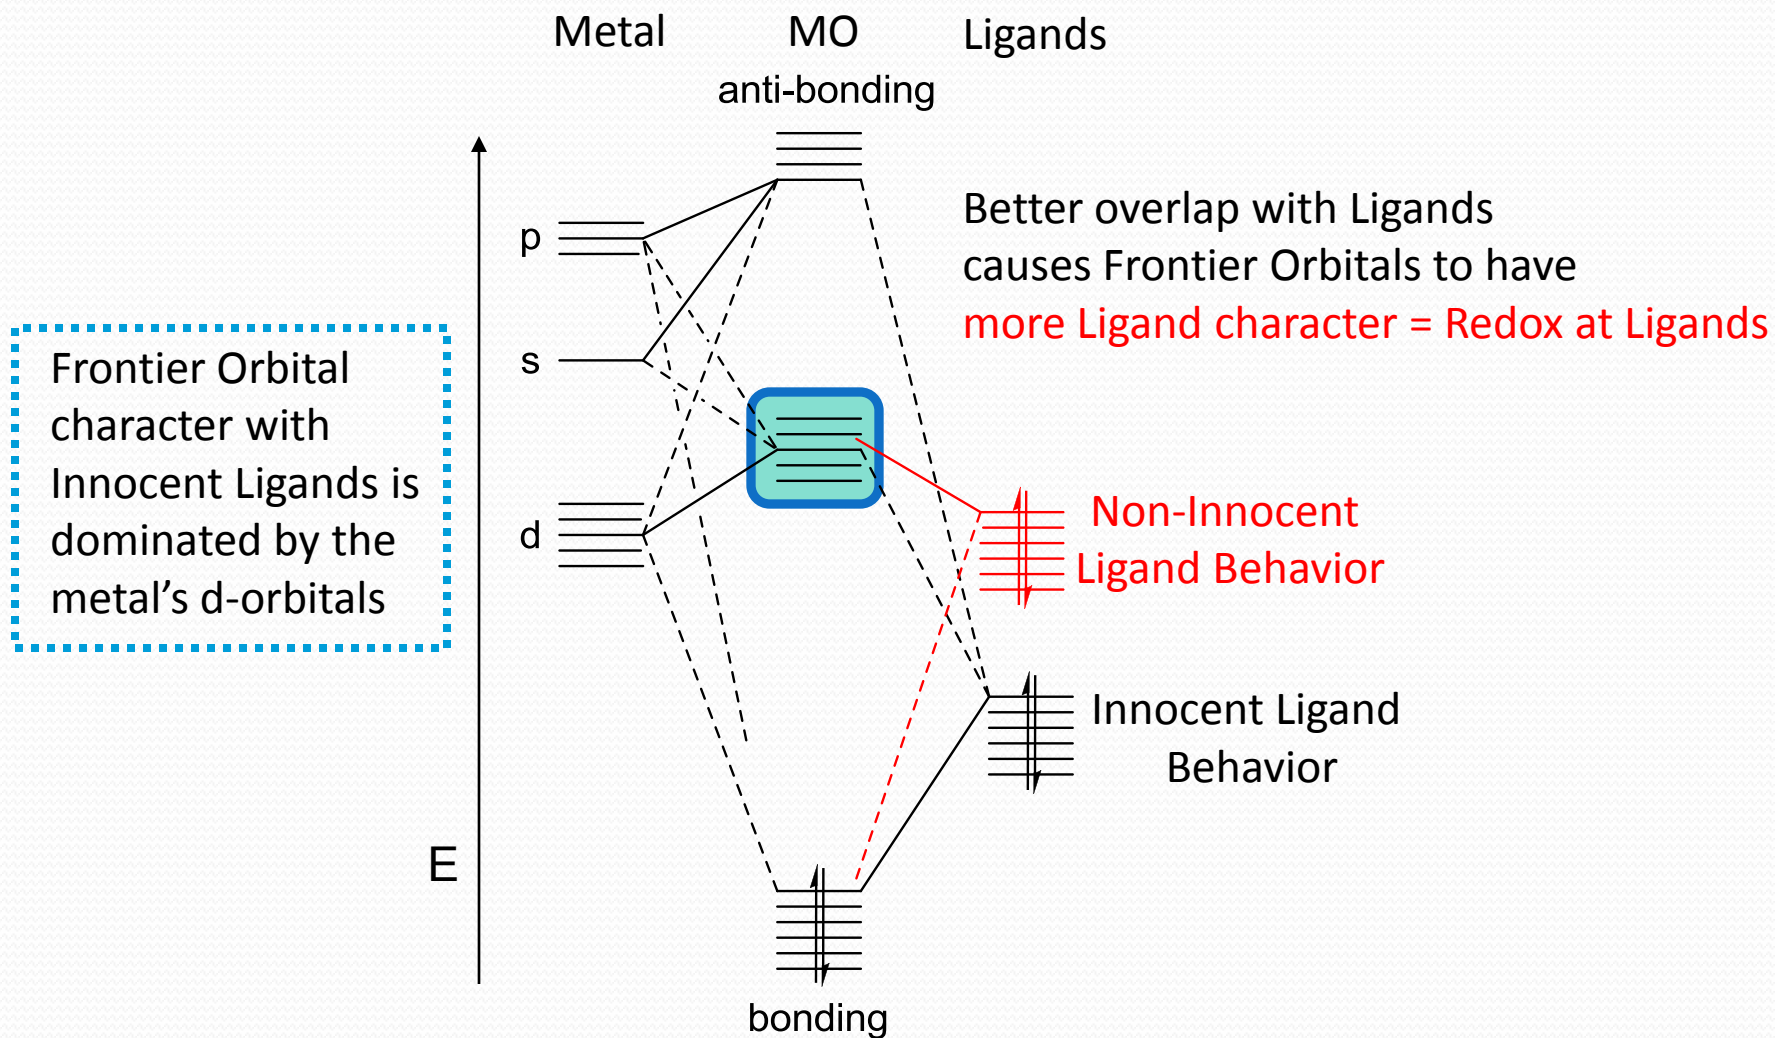 Metal
MO
Ligands
anti-bonding
p
s
d
E
bonding
Frontier Orbital
character with
Innocent Ligands is
dominated by the
metal’s d-orbitals
Better overlap with Ligands
causes Frontier Orbitals to have
more Ligand character = Redox at Ligands
Non-Innocent
Ligand Behavior
Innocent Ligand
Behavior